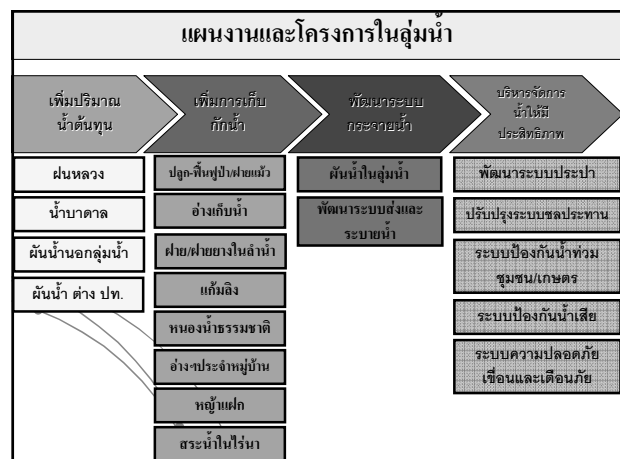 แผนงานและโครงการในลุ่มน้ำ
เพิ่มปริมาณ
น้ำต้นทุน
เพิ่มการเก็บ
กักน้ำ
พัฒนาระบบ
กระจายน้ำ
บริหารจัดการ
น้ำให้มี
ประสิทธิภาพ
ฝนหลวง
น้ำบาดาล
ผันน้ำนอกลุ่มน้ำ
ผันน้ำ ต่าง ปท.
ปลูก-ฟื้นฟูป่า/ฝายแม้ว
อ่างเก็บน้ำ
ฝาย/ฝายยางในลำน้ำ
แก้มลิง
หนองน้ำธรรมชาติ
อ่างฯประจำหมู่บ้าน
หญ้าแฝก
สระน้ำในไร่นา
ผันน้ำในลุ่มน้ำ
พัฒนาระบบส่งและ
ระบายน้ำ
พัฒนาระบบประปา
ปรับปรุงระบบชลประทาน
ระบบป้องกันน้ำท่วม
ชุมชน/เกษตร
ระบบป้องกันน้ำเสีย
ระบบความปลอดภัย
เขื่อนและเตือนภัย